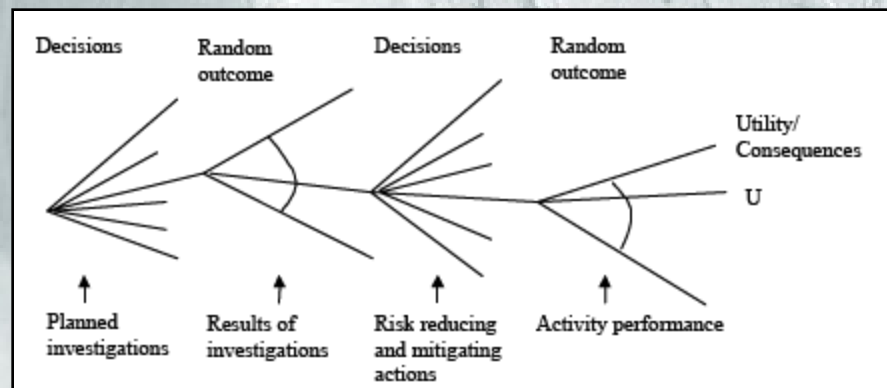 Decisions
Random
outcome
Decisions
Random
outcome
Utility/
Consequences
U
Planned
investigations
Results of
investigations
Risk reducing
and mitigating
actions
Activity performance